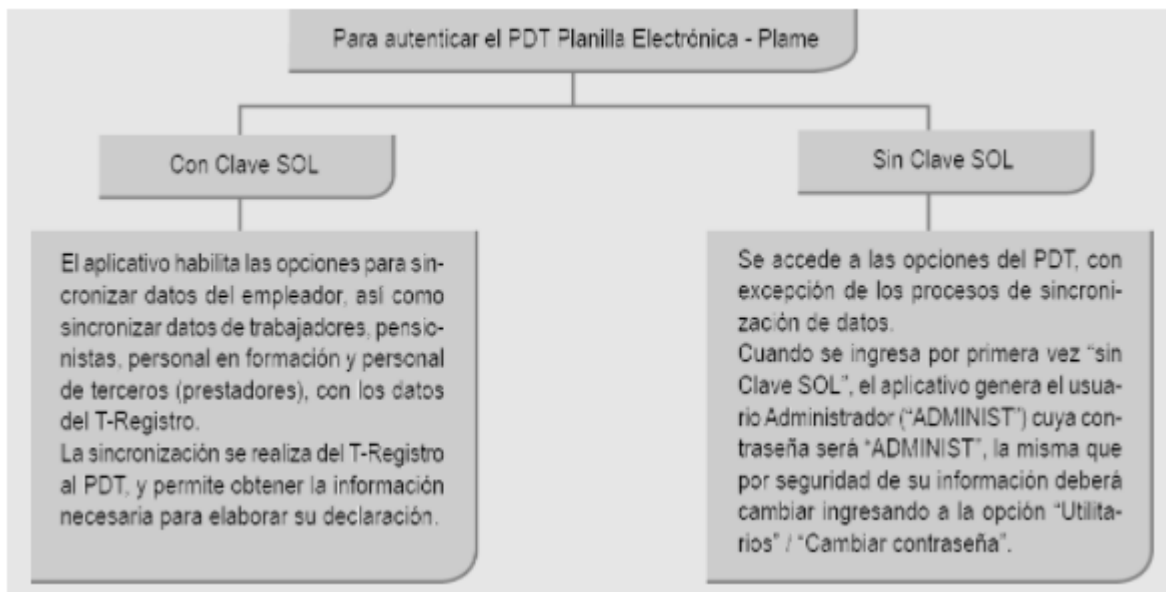 Para autenticar el PDT Planilla Electrónica - Plame
Con Clave SOL
El aplicativo habilita las opciones para sin-
cronizar datos del empleador, así como
sincronizar datos de trabajadores, pensio-
nistas, personal en formación y personal
de terceros (prestadores), con los datos
del T-Registro.
La sincronización se realiza del T-Registro
al PDT, y permite obtener la información
necesaria para elaborar su declaración.
Sin Clave SOL
Se accede a las opciones del PDT, con
excepción de los procesos de sincroni-
zación de datos.
Cuando se ingresa por primera vez “sin
Clave SOL”, el aplicativo genera el usua-
rio Administrador (“ADMINIST”) cuya con-
traseña será “ADMINIST”, la misma que
por seguridad de su información deberá
cambiar ingresando a la opción “Utilita-
rios” / “Cambiar contraseña”.